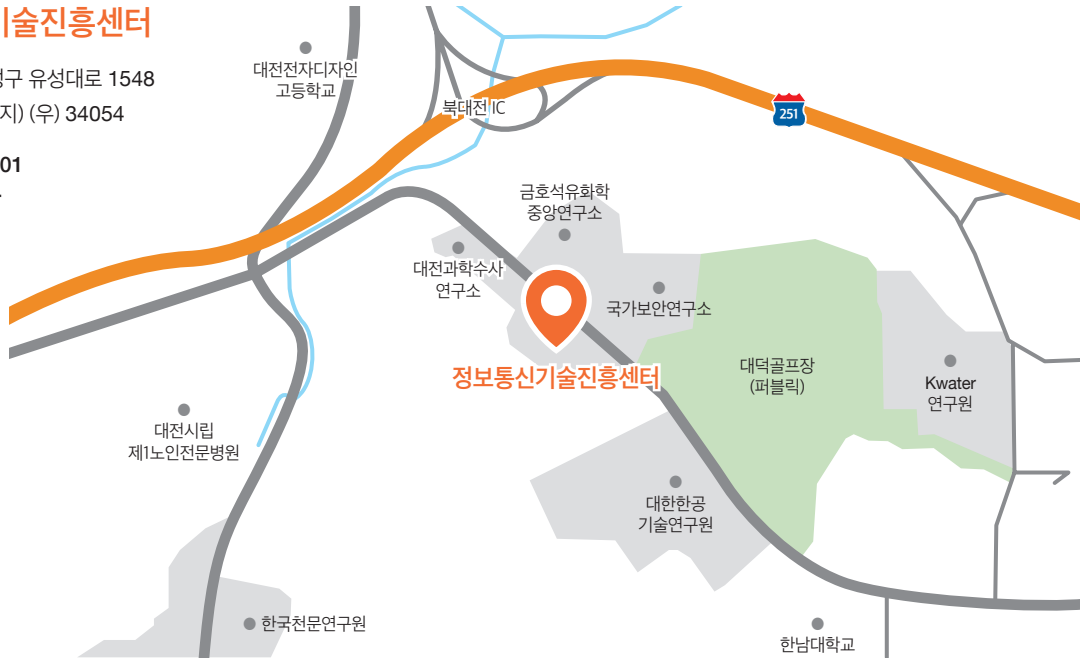 기술진흥센터
성구 유성대로 1548
지) (우) 34054
01
대전전자디자인
고등학교
북대전 IC
251
금호석유화학
중앙연구소
대전과학수사
연구소
국가보안연구소
정보통신기술진흥센터
대덕골프장
(퍼블릭)
Kwater
연구원
대전시립
제1노인전문병원
대한한공
기술연구원
한국천문연구원
한남대학교